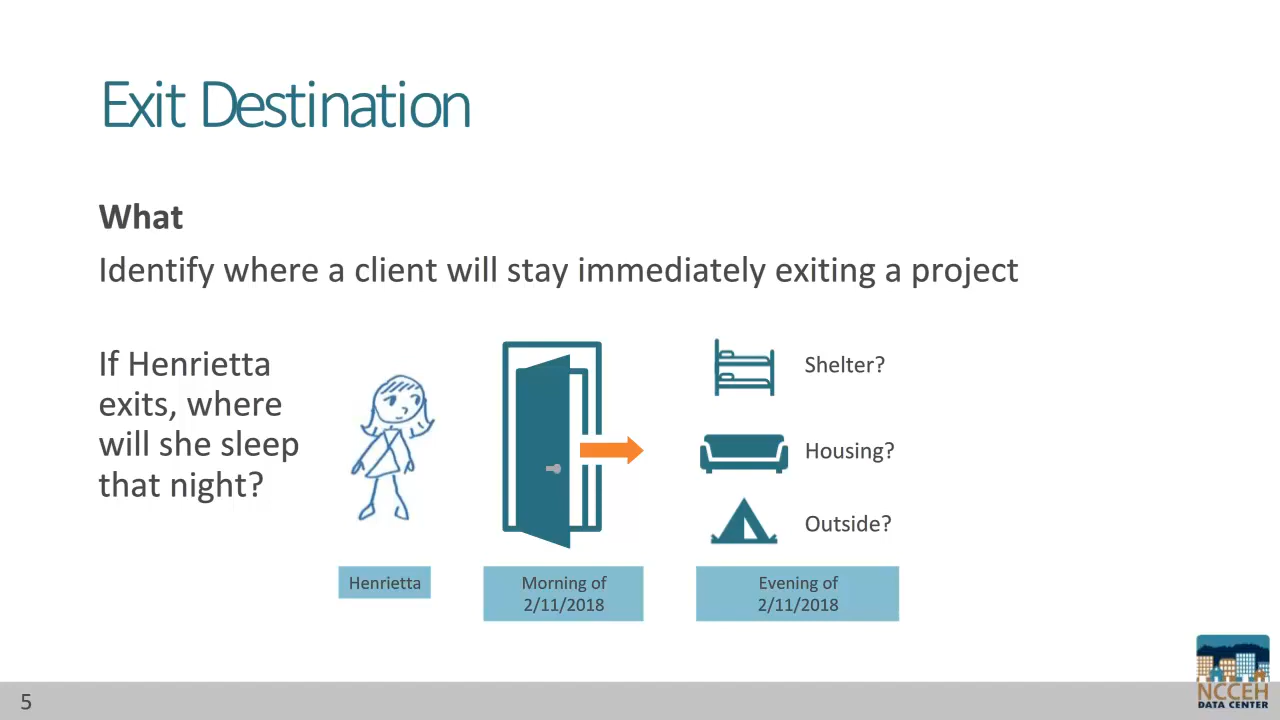 Exit Destination
What
Identify where a client will stay immediately exiting a project
If Henrietta
exits, where
will she sleep
that night?
Shelter?
Housing?
Outside?
Henrietta
Morning of
2/11/2018
Evening of
2/11/2018
5
NCCEH
DATA CENTER